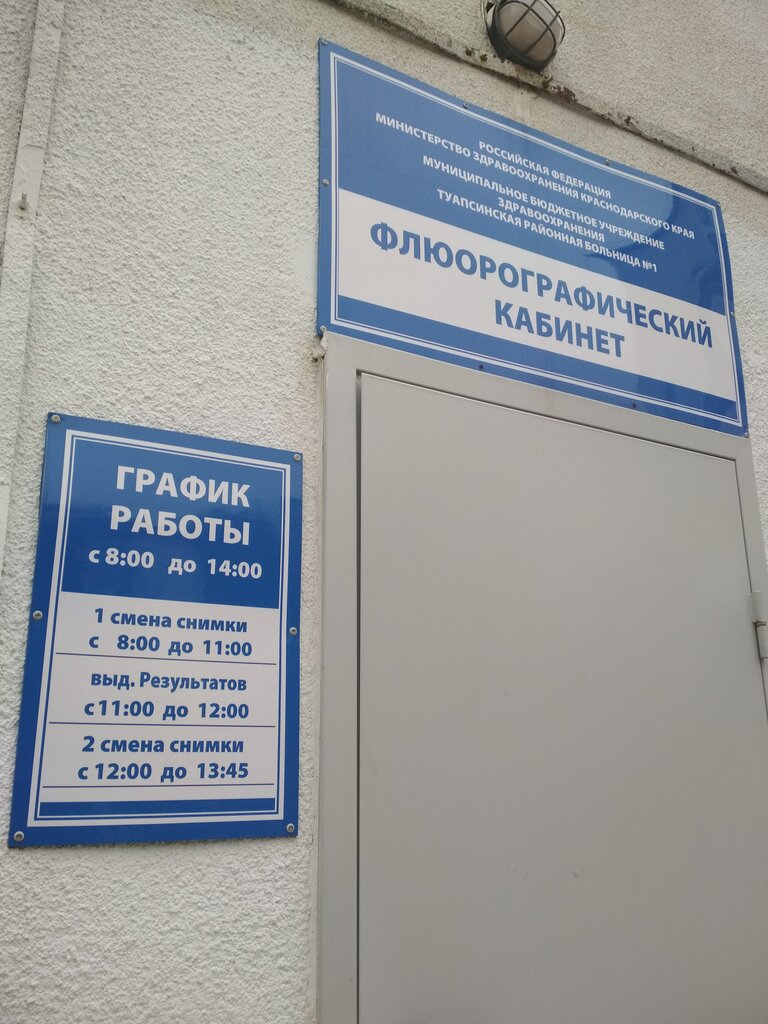 РОССИЙСКАЯ ФЕДЕРАЦИЯ
МИНИСТЕРСТВО ЗДРАВООХРАНЕНИЯ КРАСНОДАРСКОГО КРАЯ
МУНИЦИПАЛЬНОЕ БЮДЖЕТНОЕ УЧРЕЖДЕНИЕ
ЗДРАВООХРАНЕНИЯ
ТУАПСИНСКАЯ РАЙОННАЯ БОЛЬНИЦА №1
ФЛЮОРОГРАФИЧЕСКИЙ
КАБИНЕТ
ГРАФИК
РАБОТЫ
с 8:00 до 14:00
1 смена снимки
с 8:00 до 11:00
выд. Результатов
с 11:00 до 12:00
2 смена снимки
с 12:00 до 13:45